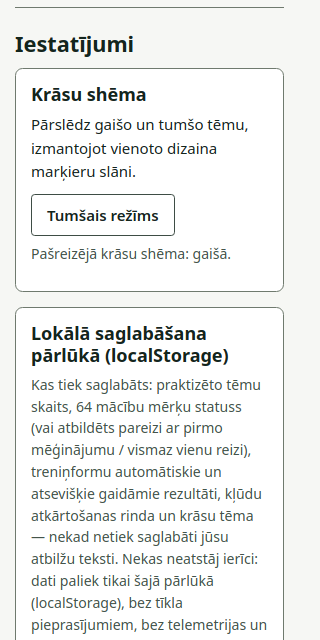 Iestatījumi
Krāsu shēma
Pārslēdz gaišo un tumšo tēmu,
izmantojot vienoto dizaina
marķieru slāni.
Tumšais režīms
Pašreizējā krāsu shēma: gaišā.
Lokālā saglabāšana
pārlūkā (localStorage)
Kas tiek saglabāts: praktizēto tēmu
skaits, 64 mācību mērķu statuss
(vai atbildēts pareizi ar pirmo
mēģinājumu / vismaz vienu reizi),
treniņformu automātiskie un
atsevišķie gaidāmie rezultāti, kļūdu
atkārtošanas rinda un krāsu tēma
— nekad netiek saglabāti jūsu
atbilžu teksti. Nekas neatstāj ierīci:
dati paliek tikai šajā pārlūkā
(localStorage), bez tīkla
pieprasījumiem, bez telemetrijas un